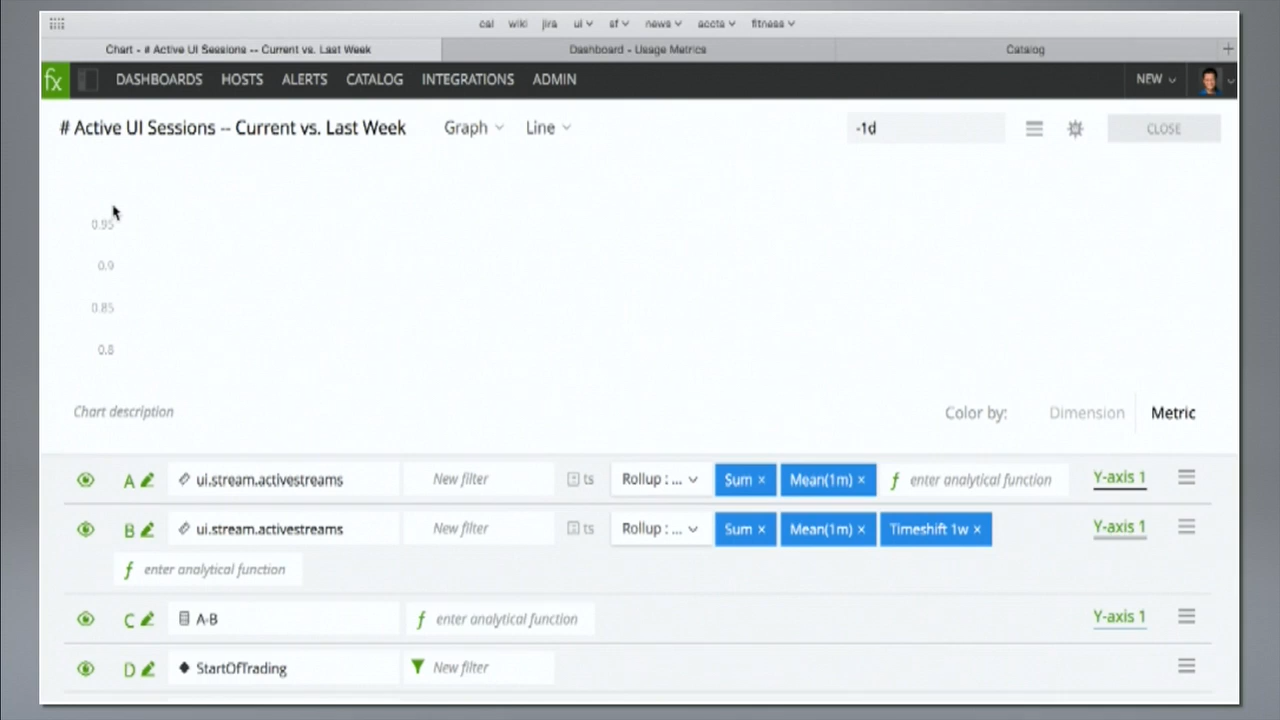 cal wiki jira ui sf news accts fitness
Chart - # Active UI Sessions -- Current vs. Last Week Dashboard - Usage Metrics Catalog +
fx DASHBOARDS HOSTS ALERTS CATALOG INTEGRATIONS ADMIN NEW
# Active UI Sessions -- Current vs. Last Week Graph Line -1d CLOSE
0.95
0.9
0.85
0.8
Chart description Color by: Dimension Metric
A ui.stream.activestreams New filter ts Rollup : ... Sum × Mean(1m) × f enter analytical function Y-axis 1
B ui.stream.activestreams New filter ts Rollup : ... Sum × Mean(1m) × Timeshift 1w × Y-axis 1
f enter analytical function
C A-B f enter analytical function Y-axis 1
D StartOfTrading New filter